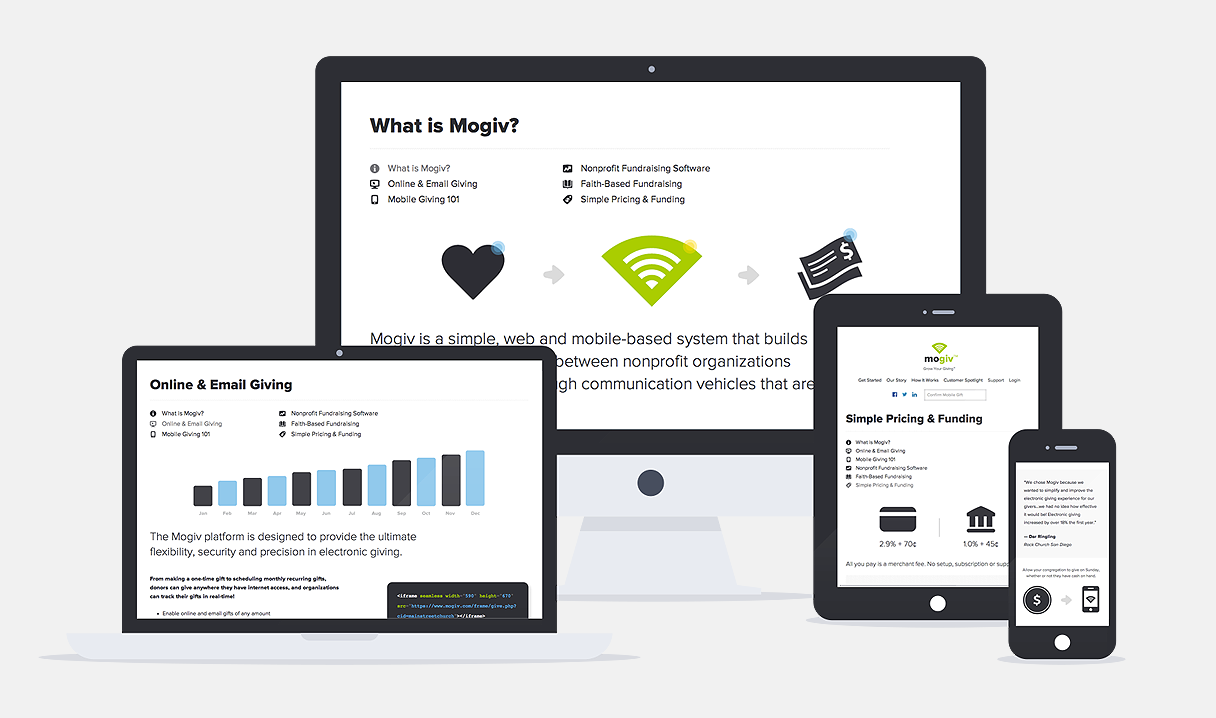 What is Mogiv?
What is Mogiv?
Online & Email Giving
Mobile Giving 101
Nonprofit Fundraising Software
Faith-Based Fundraising
Simple Pricing & Funding
$
Mogiv is a simple, web and mobile-based system that builds
between nonprofit organizations
gh communication vehicles that are
Online & Email Giving
What is Mogiv?
Online & Email Giving
Mobile Giving 101
Nonprofit Fundraising Software
Faith-Based Fundraising
Simple Pricing & Funding
Jan Feb Mar Apr May Jun Jul Aug Sep Oct Nov Dec
The Mogiv platform is designed to provide the ultimate
flexibility, security and precision in electronic giving.
From making a one-time gift to scheduling monthly recurring gifts,
donors can give anywhere they have internet access, and organizations
can track their gifts in real-time!
• Enable online and email gifts of any amount
<iframe seamless width="590" height="670"
src="https://www.mogiv.com/frame/give.php?
cid=mainstreetchurch"></iframe>
mogiv™
Grow Your Giving®
Get Started Our Story How It Works Customer Spotlight Support Login
Confirm Mobile Gift
Simple Pricing & Funding
What is Mogiv?
Online & Email Giving
Mobile Giving 101
Nonprofit Fundraising Software
Faith-Based Fundraising
Simple Pricing & Funding
2.9% + 70¢
1.0% + 45¢
All you pay is a merchant fee. No setup, subscription or supp
"We chose Mogiv because we
wanted to simplify and improve the
electronic giving experience for our
givers...we had no idea how effective
it would be! Electronic giving
increased by over 18% the first year."
— Dar Ringling
Rock Church San Diego
Allow your congregation to give on Sunday,
whether or not they have cash on hand.
$